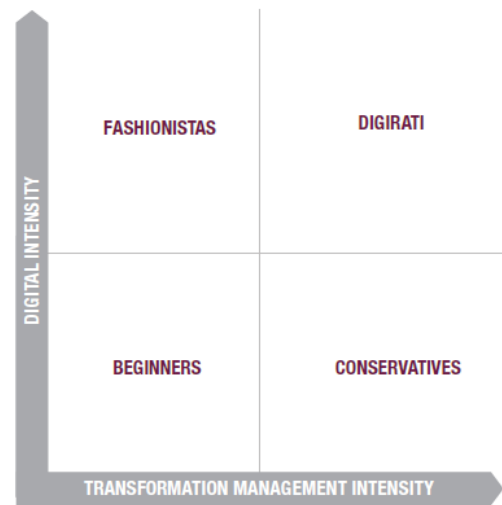 FASHIONISTAS
DIGIRATI
DIGITAL INTENSITY
BEGINNERS
CONSERVATIVES
TRANSFORMATION MANAGEMENT INTENSITY